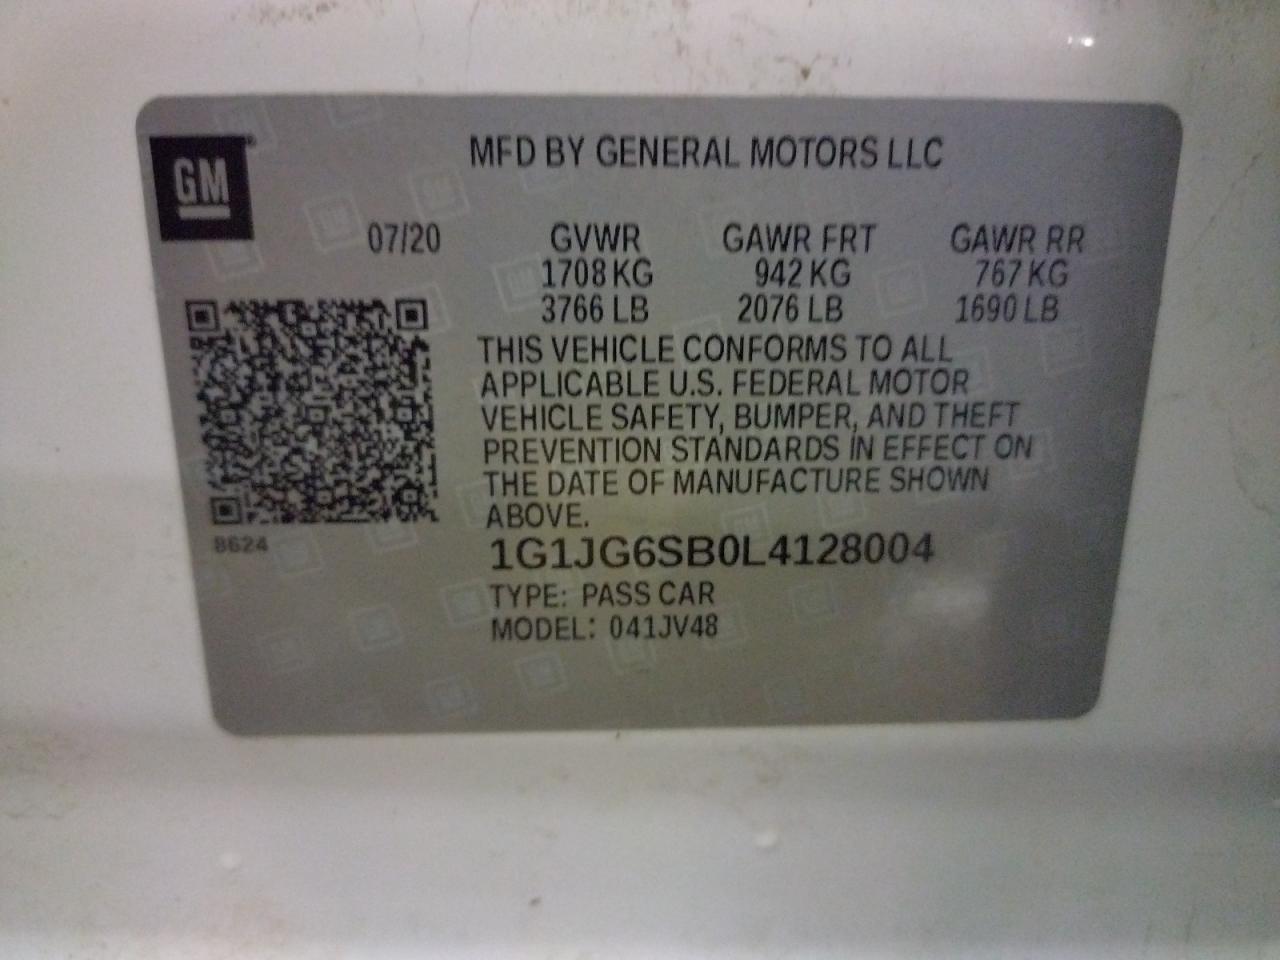 GM
MFD BY GENERAL MOTORS LLC
07/20 GVWR GAWR FRT GAWR RR
1708 KG 942 KG 767 KG
3766 LB 2076 LB 1690 LB
THIS VEHICLE CONFORMS TO ALL
APPLICABLE U.S. FEDERAL MOTOR
VEHICLE SAFETY, BUMPER, AND THEFT
PREVENTION STANDARDS IN EFFECT ON
THE DATE OF MANUFACTURE SHOWN
ABOVE.
8624
1G1JG6SB0L4128004
TYPE: PASS CAR
MODEL: 041JV48